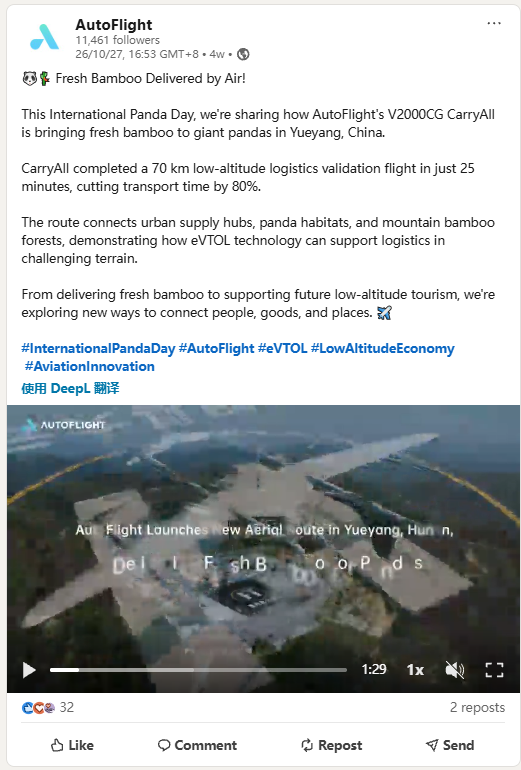 AutoFlight
11,461 followers
26/10/27, 16:53 GMT+8 • 4w •
🐼🎋 Fresh Bamboo Delivered by Air!
This International Panda Day, we're sharing how AutoFlight's V2000CG CarryAll
is bringing fresh bamboo to giant pandas in Yueyang, China.
CarryAll completed a 70 km low-altitude logistics validation flight in just 25
minutes, cutting transport time by 80%.
The route connects urban supply hubs, panda habitats, and mountain bamboo
forests, demonstrating how eVTOL technology can support logistics in
challenging terrain.
From delivering fresh bamboo to supporting future low-altitude tourism, we're
exploring new ways to connect people, goods, and places. ✈️
#InternationalPandaDay #AutoFlight #eVTOL #LowAltitudeEconomy
#AviationInnovation
使用 DeepL 翻译
AUTOFLIGHT
Flight Launches Aerial in Yueyang,
1:29
1x
32
2 reposts
Like
Comment
Repost
Send